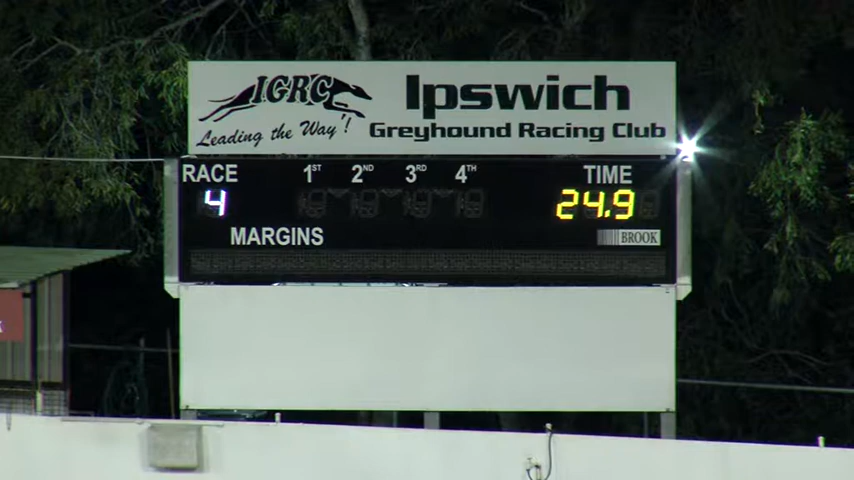 IGRC
Leading the Way'!
Ipswich
Greyhound Racing Club
RACE 1ST 2ND 3RD 4TH TIME
4 24.9
MARGINS BROOK